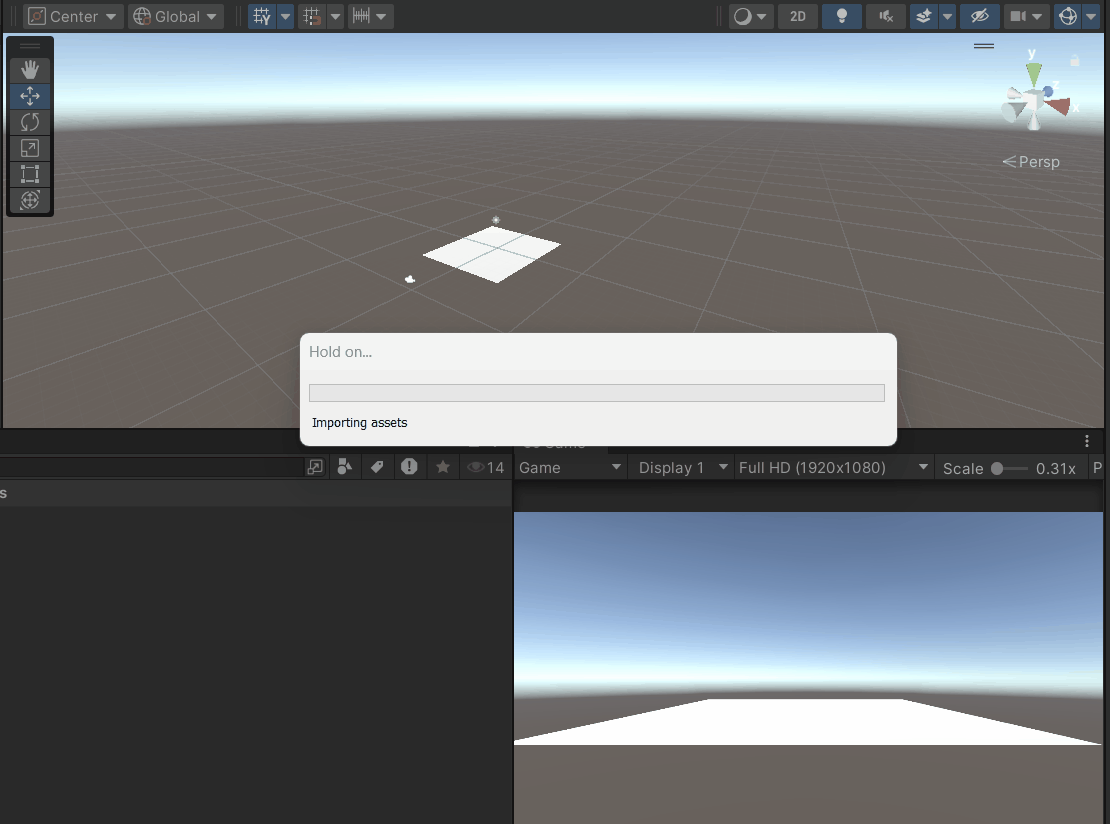 Center Global 2D
y
z
x
Persp
Hold on...
Importing assets
14
Game Display 1 Full HD (1920x1080) Scale 0.31x P
s